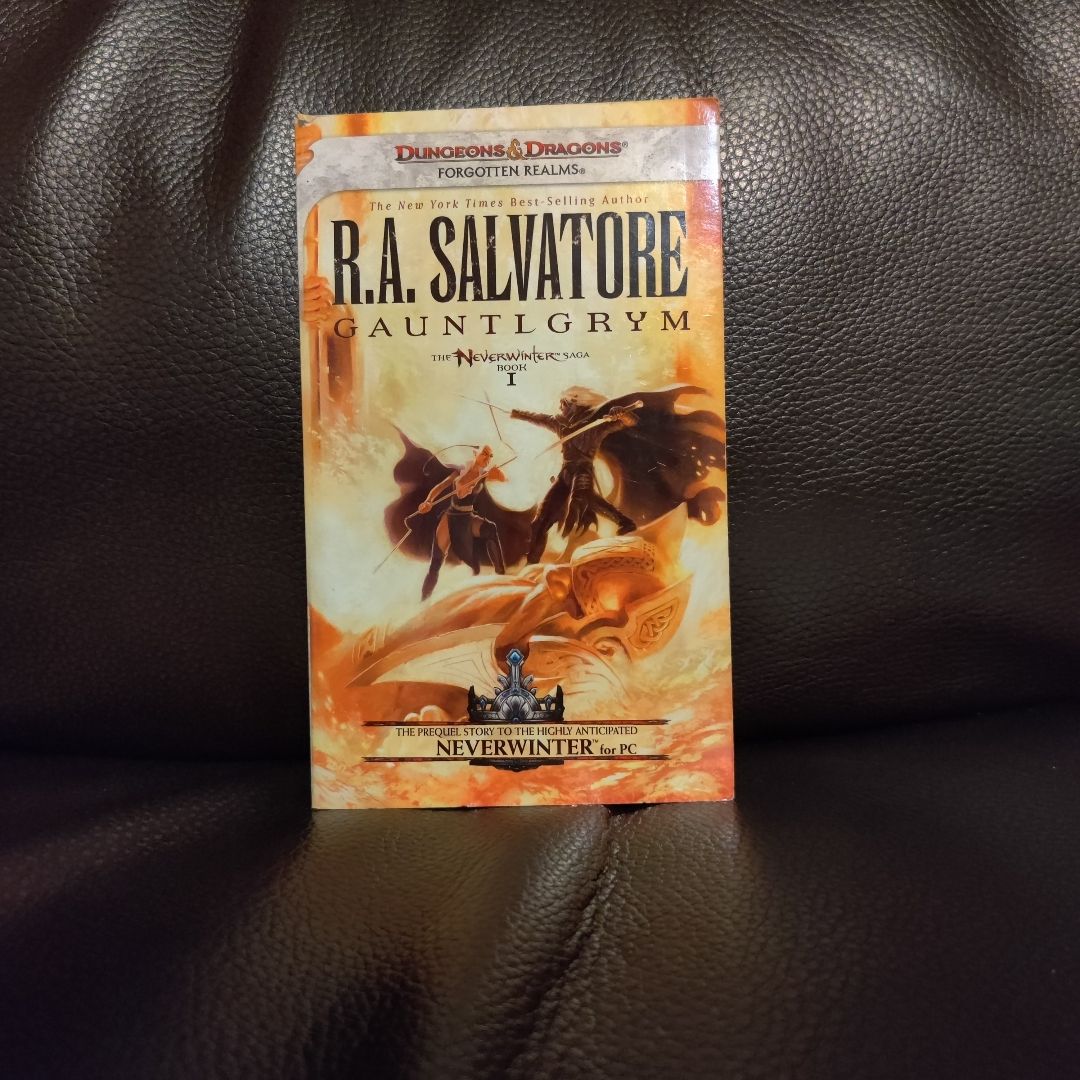 DUNGEONS & DRAGONS®
FORGOTTEN REALMS®
The New York Times Best-Selling Author
R.A. SALVATORE
GAUNTLGRYM
THE NEVERWINTER™ SAGA
BOOK
I
THE PREQUEL STORY TO THE HIGHLY ANTICIPATED
NEVERWINTER™ for PC